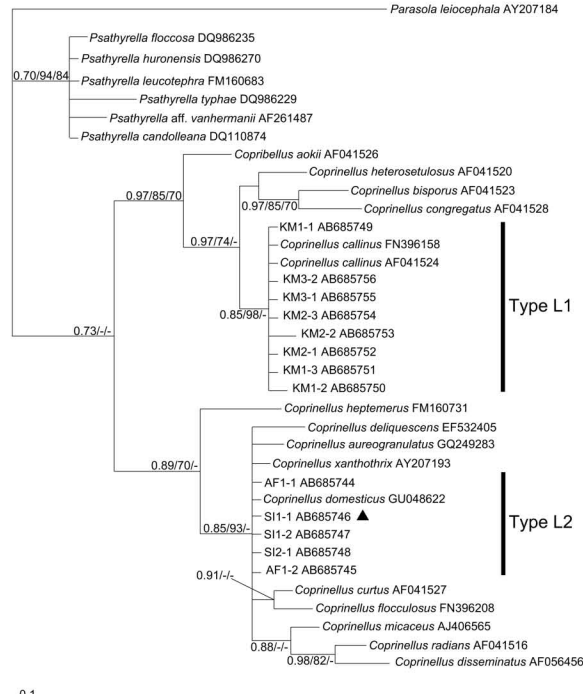 Parasola leiocephala AY207184
Psathyrella floccosa DQ986235
Psathyrella huronensis DQ986270
0.70/94/84
Psathyrella leucotephra FM160683
Psathyrella typhae DQ986229
Psathyrella aff. vanhermanii AF261487
Psathyrella candolleana DQ110874
Copribellus aokii AF041526
Coprinellus heterosetulosus AF041520
0.97/85/70
Coprinellus bisporus AF041523
0.97/85/70
Coprinellus congregatus AF041528
KM1-1 AB685749
0.97/74/-
Coprinellus callinus FN396158
Coprinellus callinus AF041524
KM3-2 AB685756
KM3-1 AB685755
Type L1
0.85/98/-
KM2-3 AB685754
0.73/-/-
KM2-2 AB685753
KM2-1 AB685752
KM1-3 AB685751
KM1-2 AB685750
Coprinellus heptemerus FM160731
Coprinellus deliquescens EF532405
Coprinellus aureogranulatus GQ249283
0.89/70/-
Coprinellus xanthothrix AY207193
AF1-1 AB685744
Coprinellus domesticus GU048622
SI1-1 AB685746
Type L2
0.85/93/-
SI1-2 AB685747
SI2-1 AB685748
AF1-2 AB685745
0.91/-/-
Coprinellus curtus AF041527
Coprinellus flocculosus FN396208
Coprinellus micaceus AJ406565
0.88/-/-
Coprinellus radians AF041516
0.98/82/-
Coprinellus disseminatus AF056456
0.1